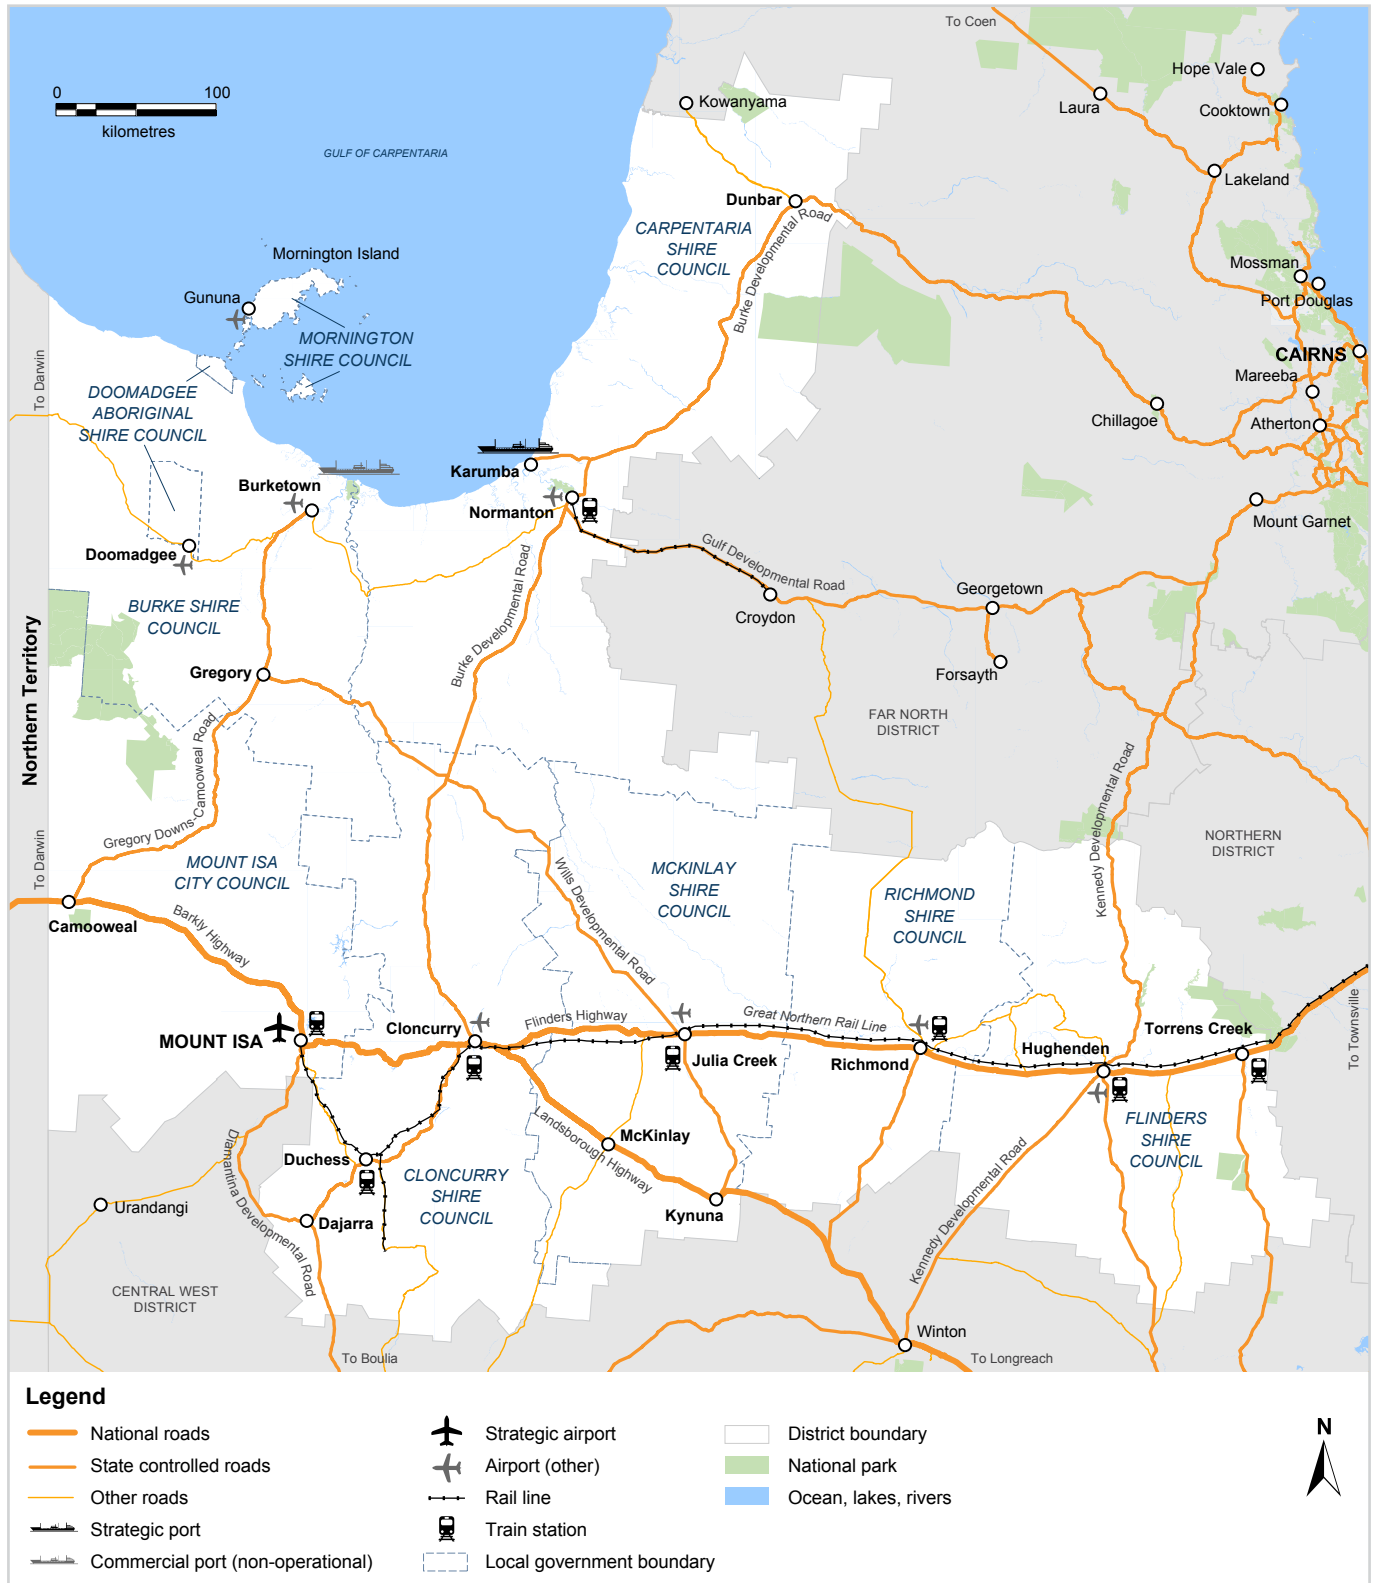 To Coen
Hope Vale
0
100
kilometres
Kowanyama
Laura
Cooktown
GULF OF CARPENTARIA
Lakeland
Dunbar
Burke Developmental Road
CARPENTARIA
SHIRE
COUNCIL
Mornington Island
Mossman
Gununa
Port Douglas
MORNINGTON
SHIRE COUNCIL
CAIRNS
To Darwin
Mareeba
DOOMADGEE
ABORIGINAL
SHIRE COUNCIL
Chillagoe
Atherton
Karumba
Burketown
Normanton
Mount Garnet
Doomadgee
Gulf Developmental Road
Burke Developmental Road
Georgetown
BURKE SHIRE
COUNCIL
Croydon
Northern Territory
Gregory
Forsayth
FAR NORTH
DISTRICT
Gregory Downs-Camooweal Road
Kennedy Developmental Road
To Darwin
NORTHERN
DISTRICT
MOUNT ISA
CITY COUNCIL
MCKINLAY
SHIRE
COUNCIL
Wills Developmental Road
RICHMOND
SHIRE
COUNCIL
Camooweal
Barkly Highway
Flinders Highway
Great Northern Rail Line
To Townsville
Cloncurry
Torrens Creek
MOUNT ISA
Hughenden
Julia Creek
Richmond
Landsborough Highway
McKinlay
FLINDERS
SHIRE
COUNCIL
Diamantina Developmental Road
Duchess
CLONCURRY
SHIRE
COUNCIL
Kennedy Developmental Road
Urandangi
Kynuna
Dajarra
CENTRAL WEST
DISTRICT
Winton
To Boulia
To Longreach
Legend
National roads
State controlled roads
Other roads
Strategic port
Commercial port (non-operational)
Strategic airport
Airport (other)
Rail line
Train station
Local government boundary
District boundary
National park
Ocean, lakes, rivers
N